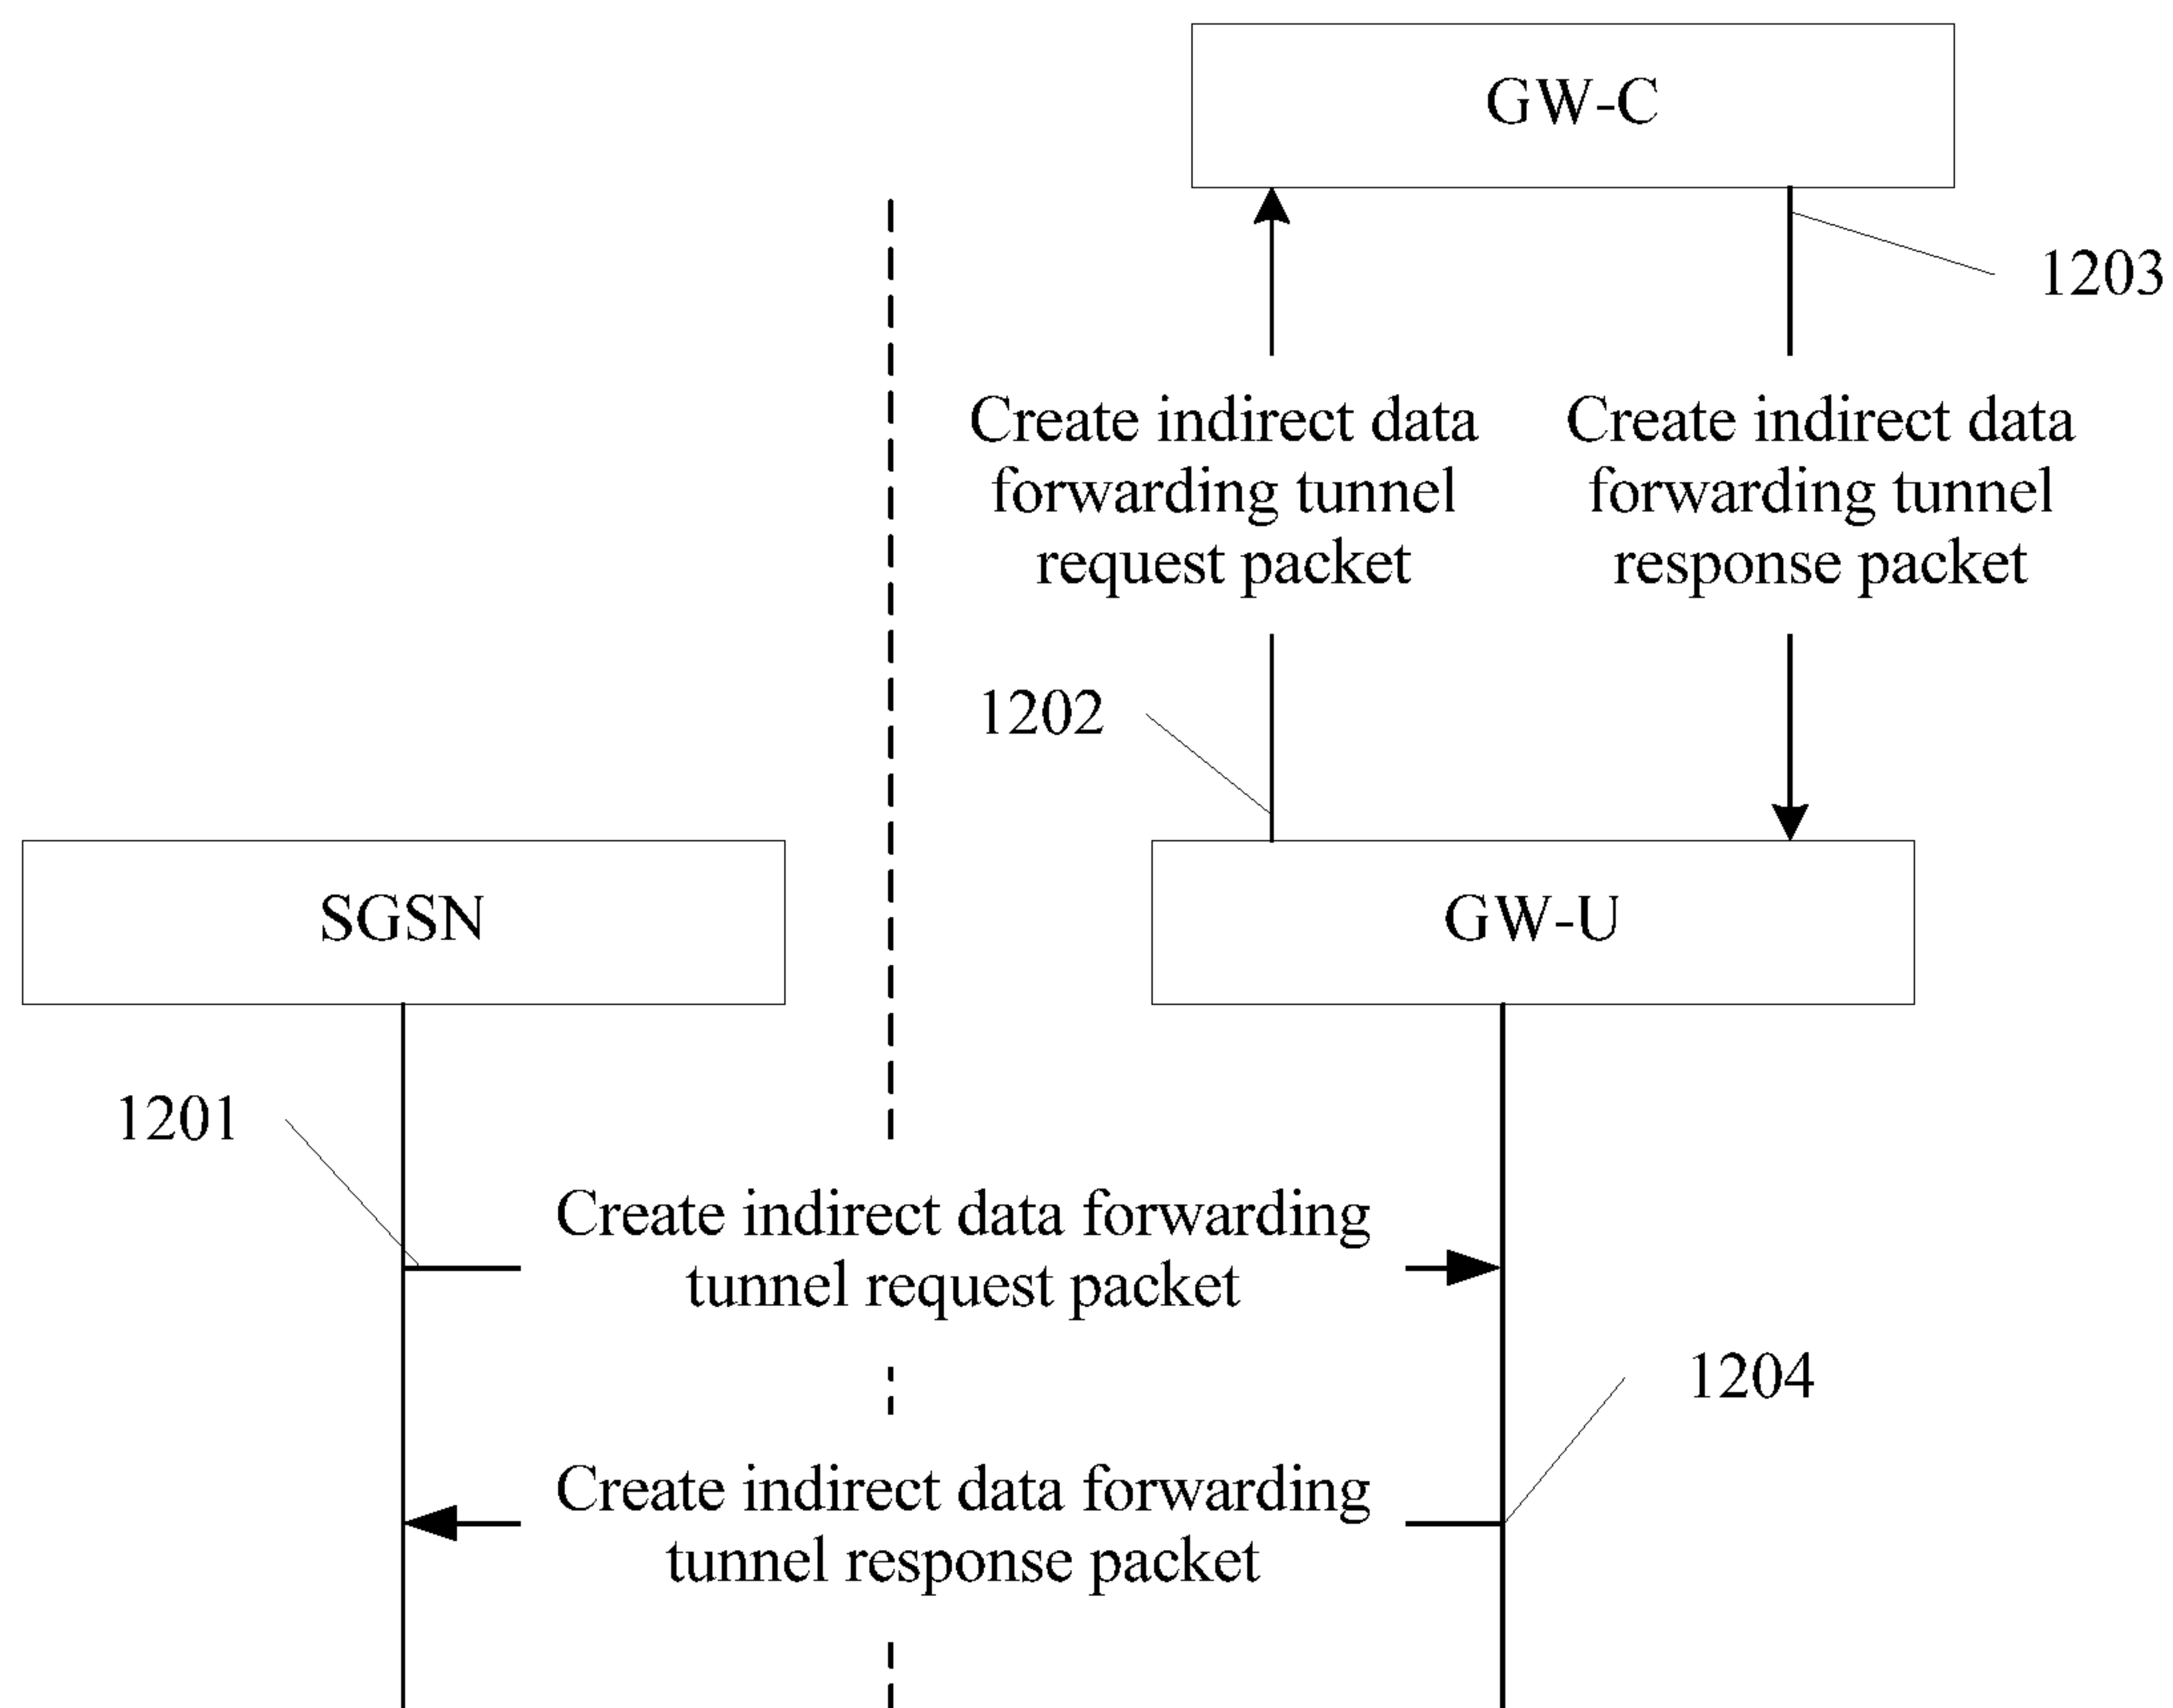 GW-C
1203
Create indirect data
forwarding tunnel
request packet
Create indirect data
forwarding tunnel
response packet
1202
SGSN
GW-U
1201
Create indirect data forwarding
tunnel request packet
1204
Create indirect data forwarding
tunnel response packet